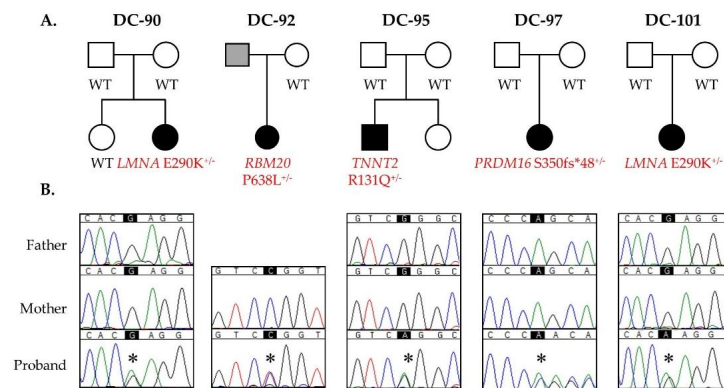 A. DC-90 DC-92 DC-95 DC-97 DC-101
WT WT WT WT WT WT WT WT WT
WT LMNA E290K+/- RBM20 TNNT2 PRDM16 S350fs*48+/- LMNA E290K+/-
P638L+/- R131Q+/-
B.
C A C G A G G G T C G G G C C C C A G C A C A C G A G G
Father
C A C G A G G G T C C G G T G T C G G G C C C C A G C A C A C G A G G
Mother
C A C G A G G G T C C G G T G T C A G G C C C C A A C A C A C A A G G
Proband * * * * *